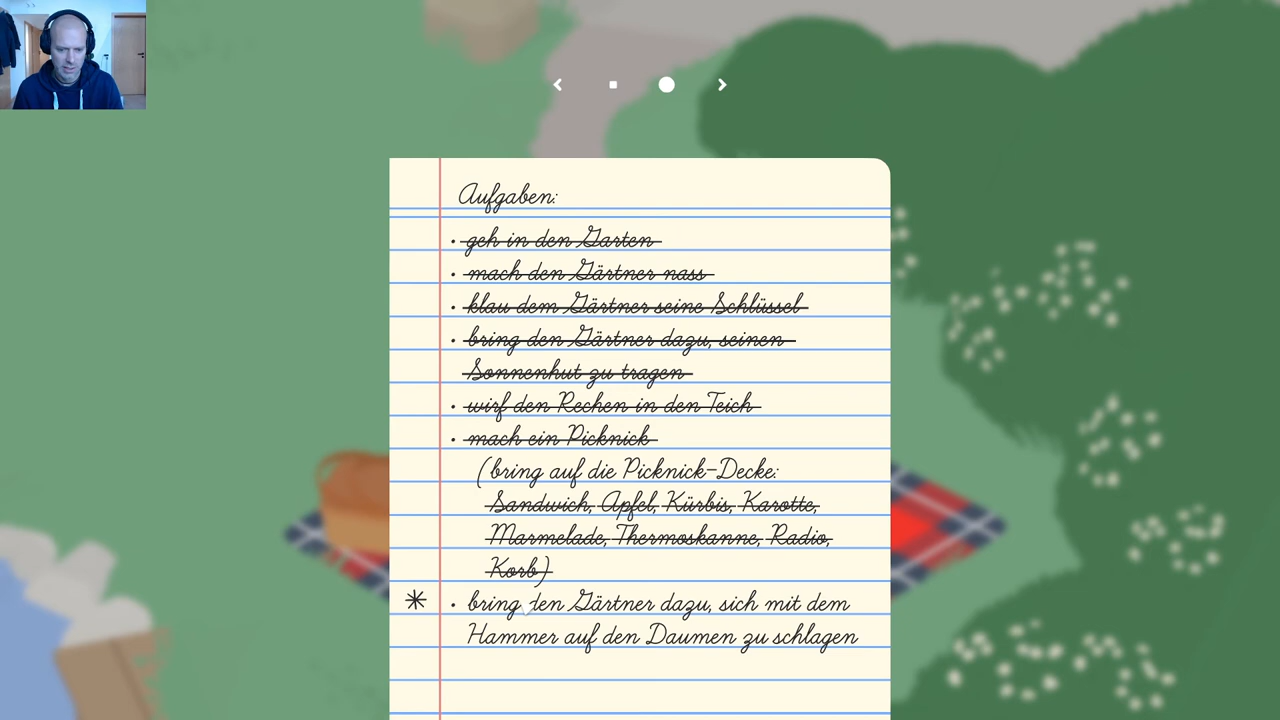 Aufgaben:
• geh in den Garten
• mach den Gärtner nass
• klau dem Gärtner seine Schlüssel
• bring den Gärtner dazu, seinen
Sonnenhut zu tragen
• wirf den Rechen in den Teich
• mach ein Picknick
(bring auf die Picknick-Decke:
Sandwich, Apfel, Kürbis, Karotte,
Marmelade, Thermoskanne, Radio,
Korb)
• bring den Gärtner dazu, sich mit dem
Hammer auf den Daumen zu schlagen